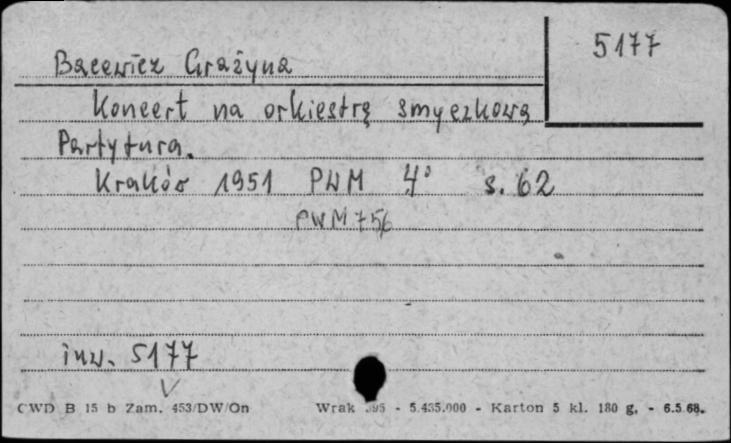 5177
Bacewicz Grażyna
Koncert na orkiestrę smyczkową
Partytura.
Kraków 1951 PWM 4° s. 62
PWM 756
inw. 5177
CWD B 15 b Zam. 453/DW/On Wrak 595 - 5.435.000 - Karton 5 kl. 180 g. - 6.5.68.